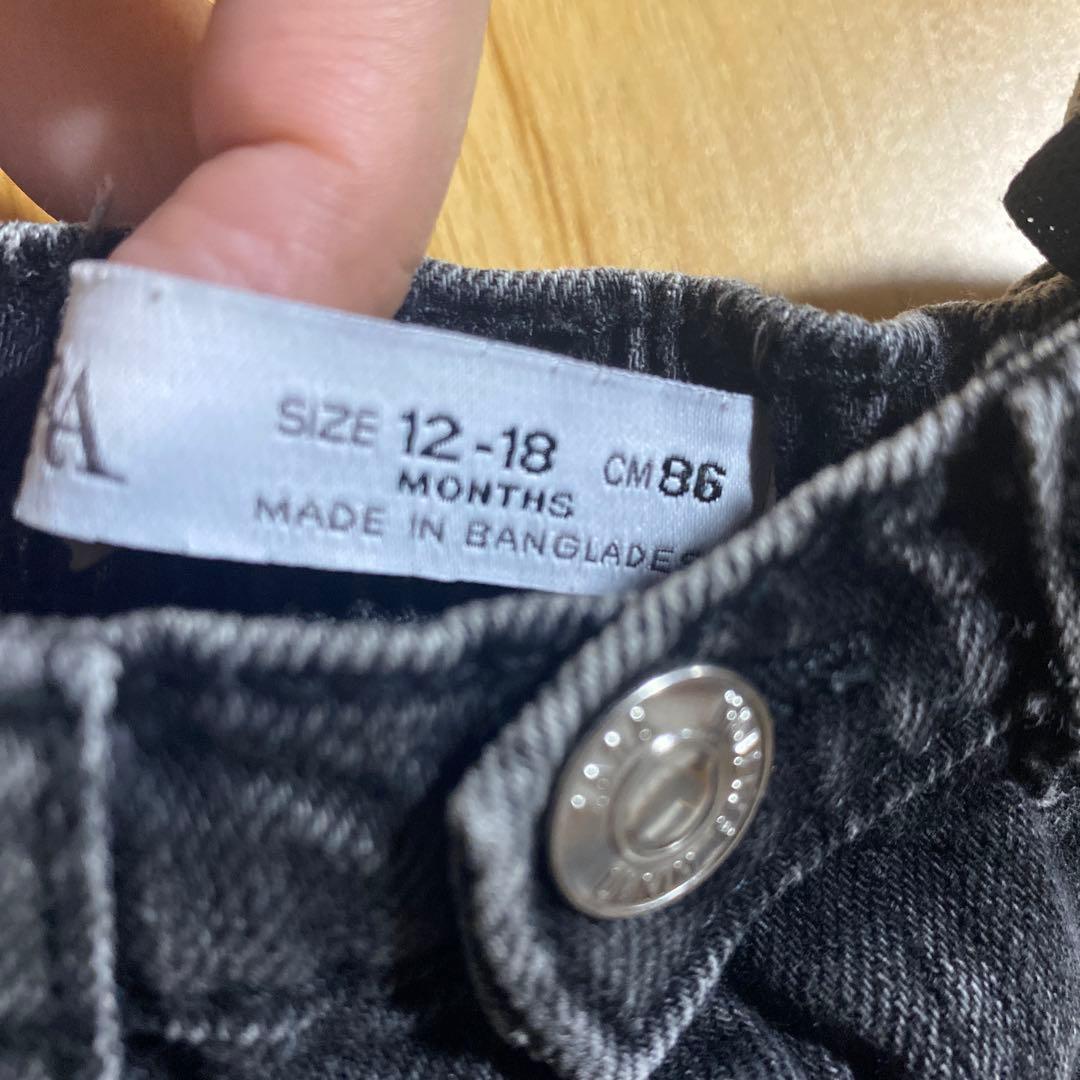 A
SIZE 12-18 CM 86
MONTHS
MADE IN BANGLADES